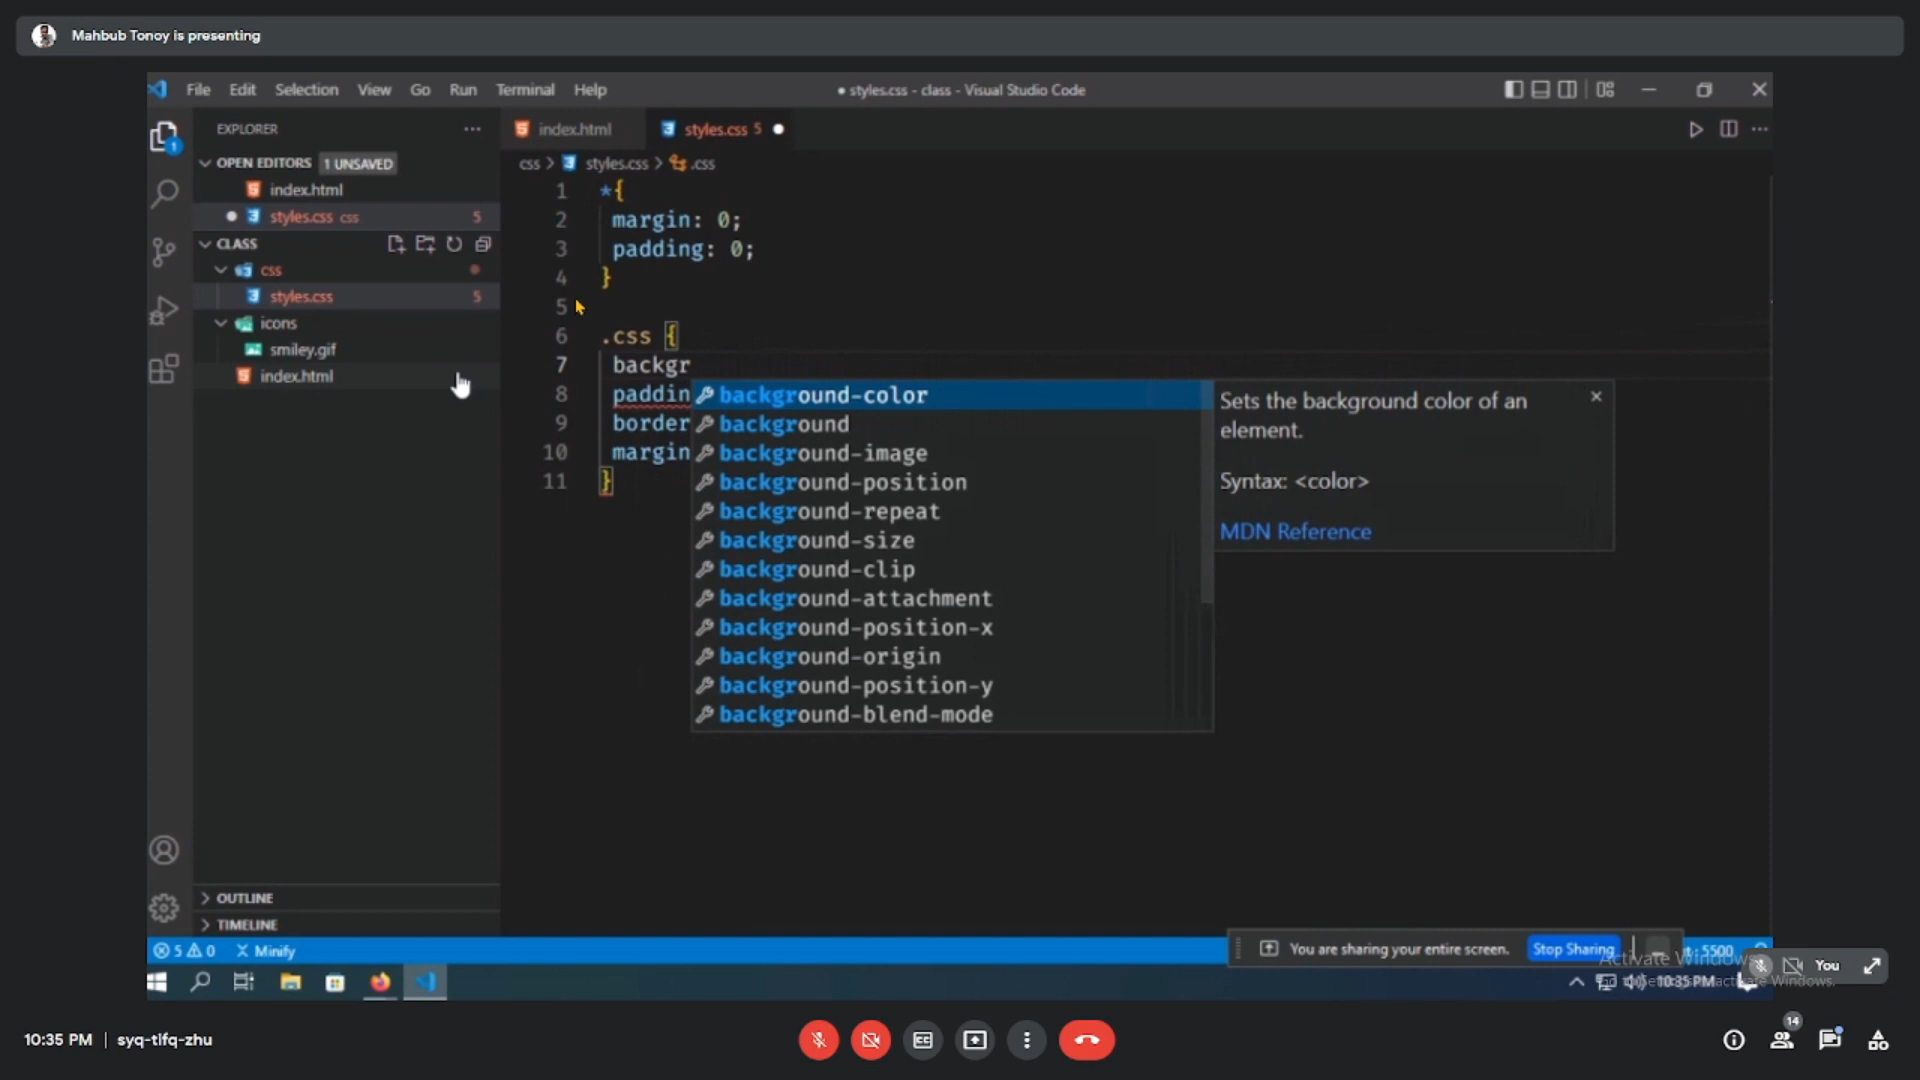 Mahbub Tonoy is presenting
File Edit Selection View Go Run Terminal Help
● styles.css - class - Visual Studio Code
EXPLORER
index.html
styles.css 5
OPEN EDITORS 1 UNSAVED
css > styles.css > .css
index.html
styles.css css 5
CLASS
css
styles.css 5
icons
smiley.gif
index.html
1 *{
2 margin: 0;
3 padding: 0;
4 }
5
6 .css {
7 backgr
8 paddin
9 border
10 margin
11 }
background-color
background
background-image
background-position
background-repeat
background-size
background-clip
background-attachment
background-position-x
background-origin
background-position-y
background-blend-mode
Sets the background color of an
element.
Syntax: <color>
MDN Reference
OUTLINE
TIMELINE
5 0 Minify
You are sharing your entire screen. Stop Sharing
: 5500
Activate Windows
You
10:35 PM
10:35 PM | syq-tlfq-zhu
14